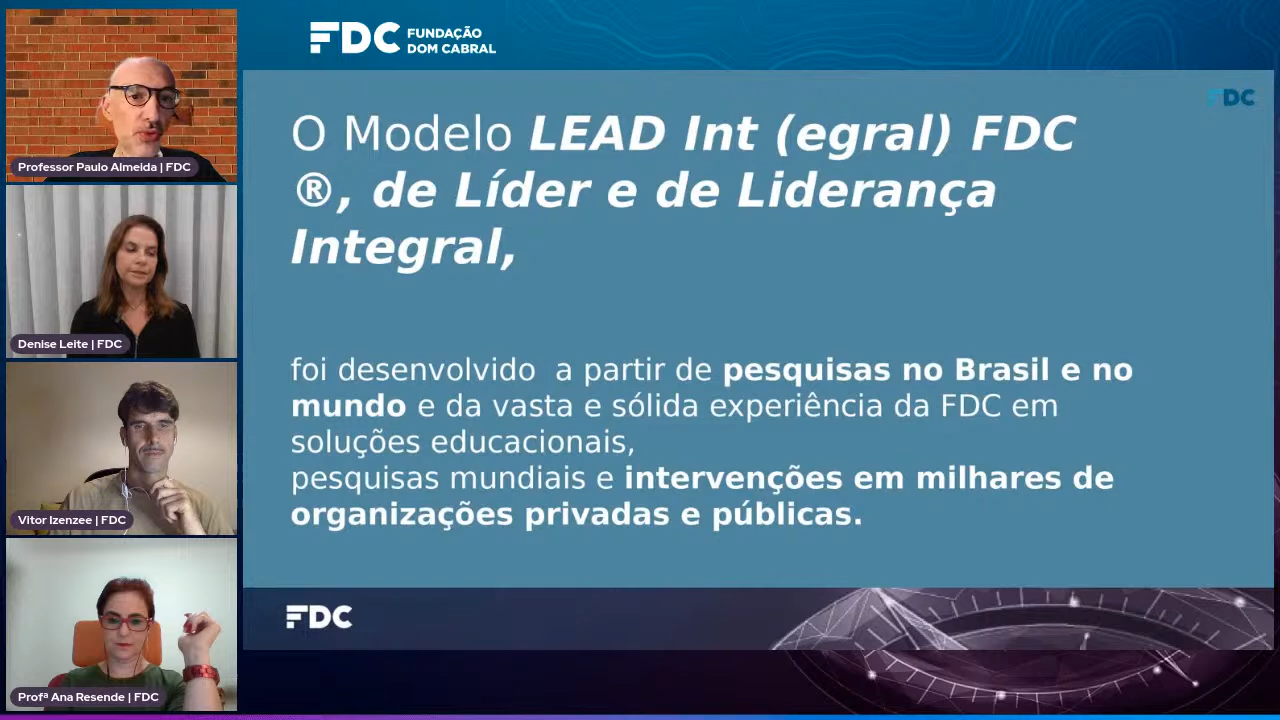 FDC FUNDAÇÃO
DOM CABRAL
FDC
O Modelo LEAD Int (egral) FDC
®, de Líder e de Liderança
Integral,
foi desenvolvido  a partir de pesquisas no Brasil e no
mundo e da vasta e sólida experiência da FDC em
soluções educacionais,
pesquisas mundiais e intervenções em milhares de
organizações privadas e públicas.
FDC
Professor Paulo Almeida | FDC
Denise Leite | FDC
Vitor Izenzee | FDC
Profª Ana Resende | FDC